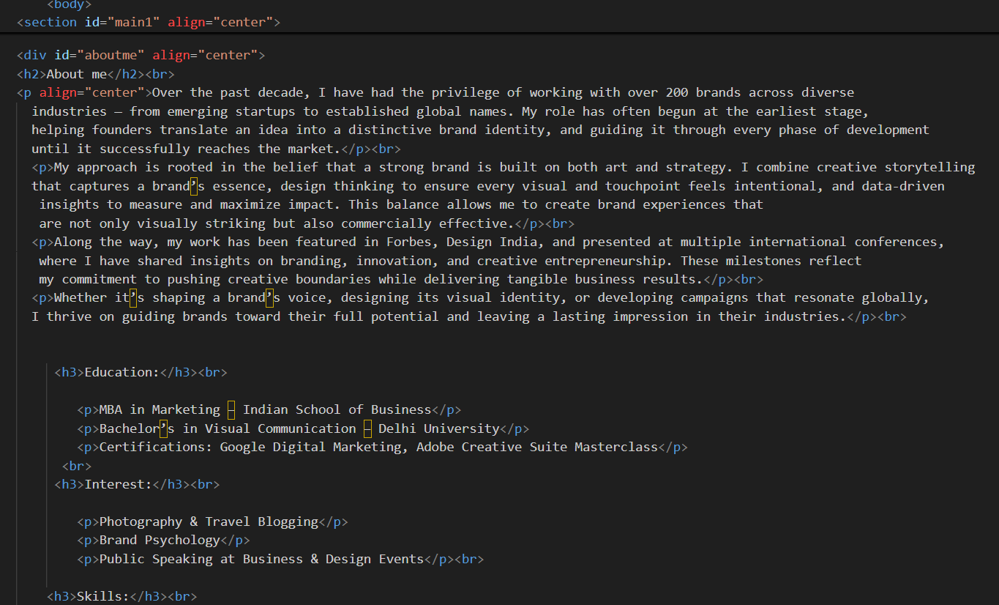 <body>
<section id="main1" align="center">
<div id="aboutme" align="center">
<h2>About me</h2><br>
<p align="center">Over the past decade, I have had the privilege of working with over 200 brands across diverse
industries — from emerging startups to established global names. My role has often begun at the earliest stage,
helping founders translate an idea into a distinctive brand identity, and guiding it through every phase of development
until it successfully reaches the market.</p><br>
<p>My approach is rooted in the belief that a strong brand is built on both art and strategy. I combine creative storytelling
that captures a brand’s essence, design thinking to ensure every visual and touchpoint feels intentional, and data-driven
insights to measure and maximize impact. This balance allows me to create brand experiences that
are not only visually striking but also commercially effective.</p><br>
<p>Along the way, my work has been featured in Forbes, Design India, and presented at multiple international conferences,
where I have shared insights on branding, innovation, and creative entrepreneurship. These milestones reflect
my commitment to pushing creative boundaries while delivering tangible business results.</p><br>
<p>Whether it’s shaping a brand’s voice, designing its visual identity, or developing campaigns that resonate globally,
I thrive on guiding brands toward their full potential and leaving a lasting impression in their industries.</p><br>
<h3>Education:</h3><br>
<p>MBA in Marketing – Indian School of Business</p>
<p>Bachelor’s in Visual Communication – Delhi University</p>
<p>Certifications: Google Digital Marketing, Adobe Creative Suite Masterclass</p>
<br>
<h3>Interest:</h3><br>
<p>Photography & Travel Blogging</p>
<p>Brand Psychology</p>
<p>Public Speaking at Business & Design Events</p><br>
<h3>Skills:</h3><br>